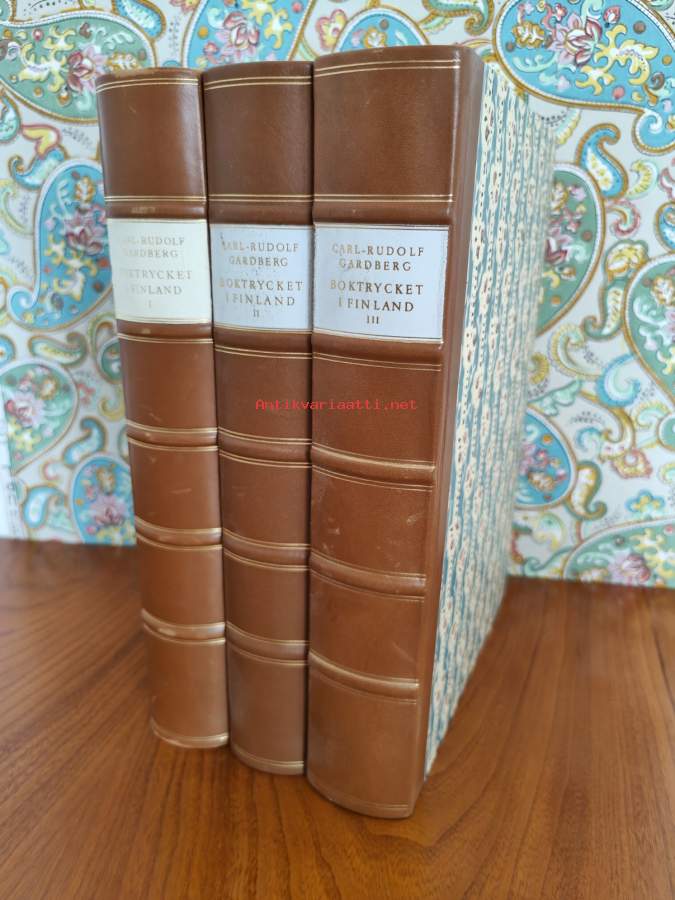 CARL-RUDOLF
GARDBERG
BOKTRYCKET
I FINLAND
I
CARL-RUDOLF
GARDBERG
BOKTRYCKET
I FINLAND
II
CARL-RUDOLF
GARDBERG
BOKTRYCKET
I FINLAND
III
Antikvariaatti.net